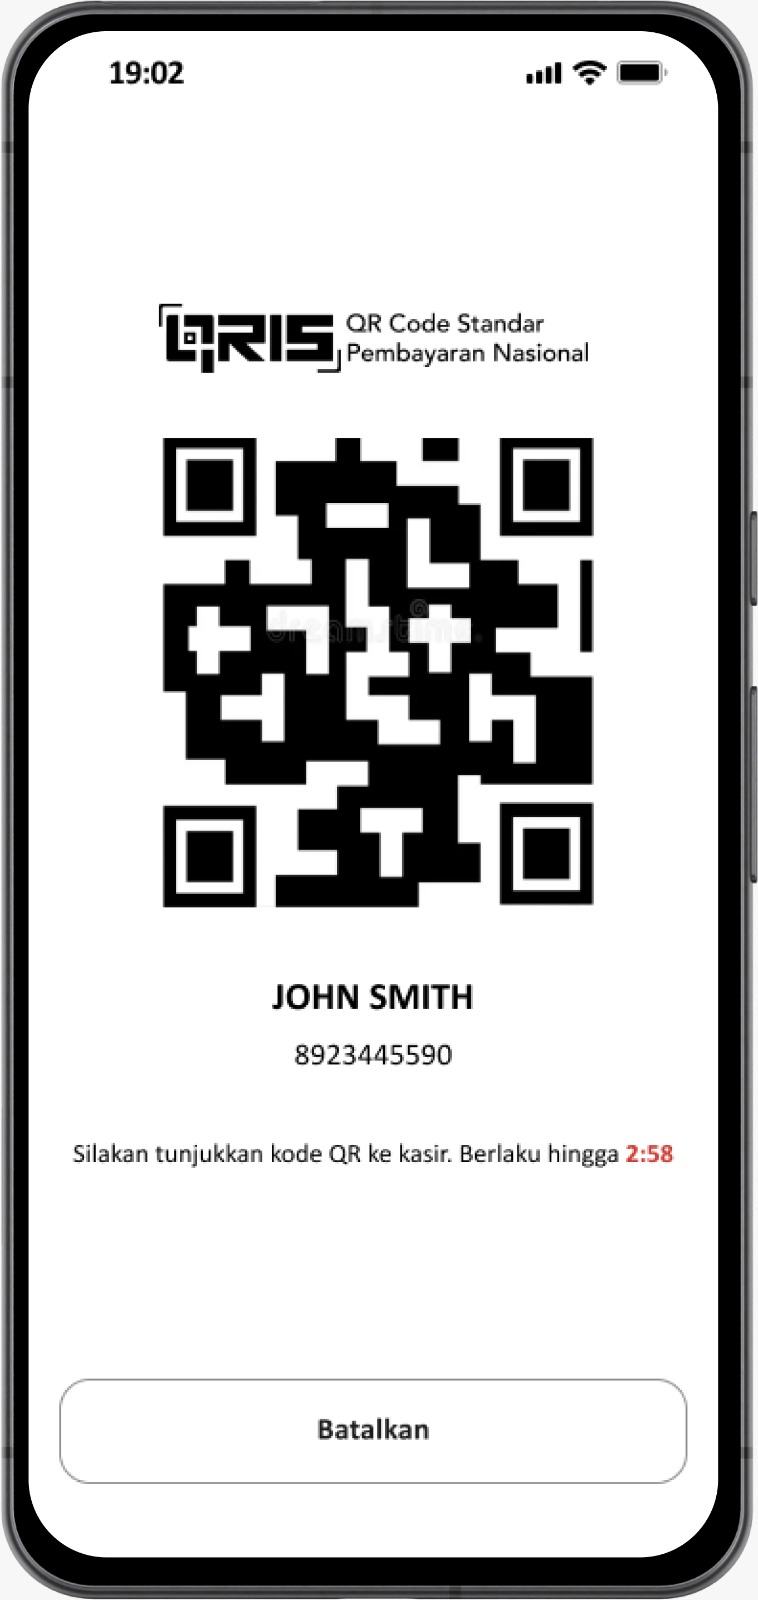 19:02
QRIS QR Code Standar
Pembayaran Nasional
dreamstime.
JOHN SMITH
8923445590
Silakan tunjukkan kode QR ke kasir. Berlaku hingga 2:58
Batalkan